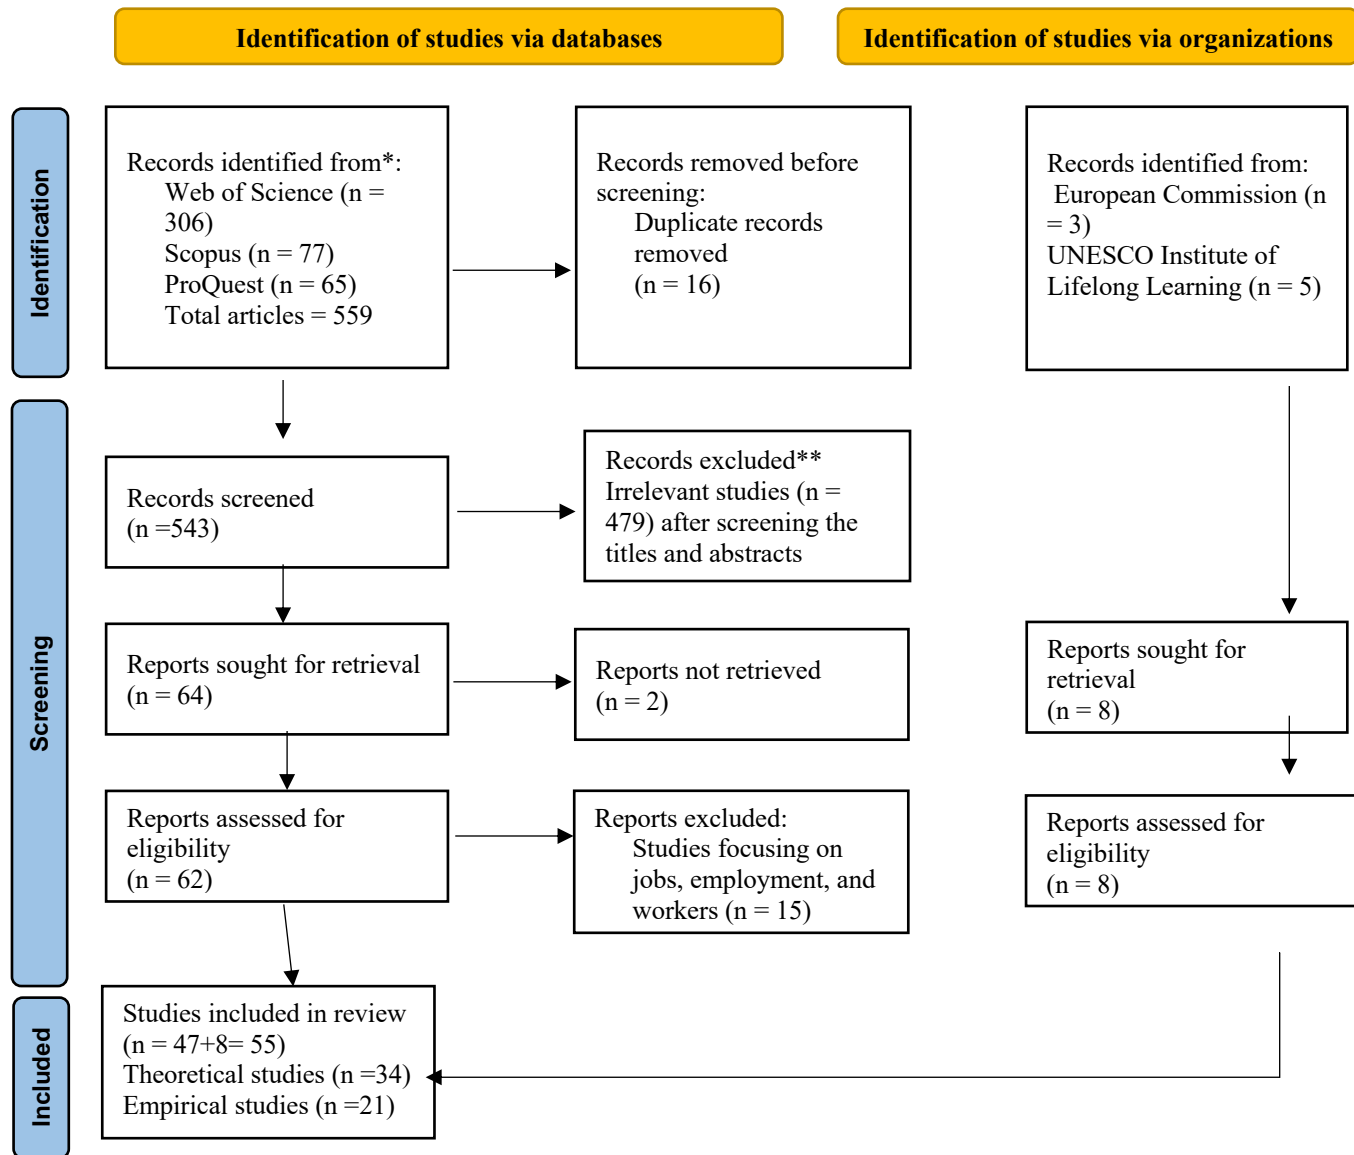 Identification of studies via databases
Identification of studies via organizations
Identification
Records identified from*:
Web of Science (n =
306)
Scopus (n = 77)
ProQuest (n = 65)
Total articles = 559
Records removed before
screening:
Duplicate records
removed
(n = 16)
Records identified from:
European Commission (n
= 3)
UNESCO Institute of
Lifelong Learning (n = 5)
Screening
Records screened
(n =543)
Records excluded**
Irrelevant studies (n =
479) after screening the
titles and abstracts
Reports sought for retrieval
(n = 64)
Reports not retrieved
(n = 2)
Reports sought for
retrieval
(n = 8)
Reports assessed for
eligibility
(n = 62)
Reports excluded:
Studies focusing on
jobs, employment, and
workers (n = 15)
Reports assessed for
eligibility
(n = 8)
Included
Studies included in review
(n = 47+8= 55)
Theoretical studies (n =34)
Empirical studies (n =21)